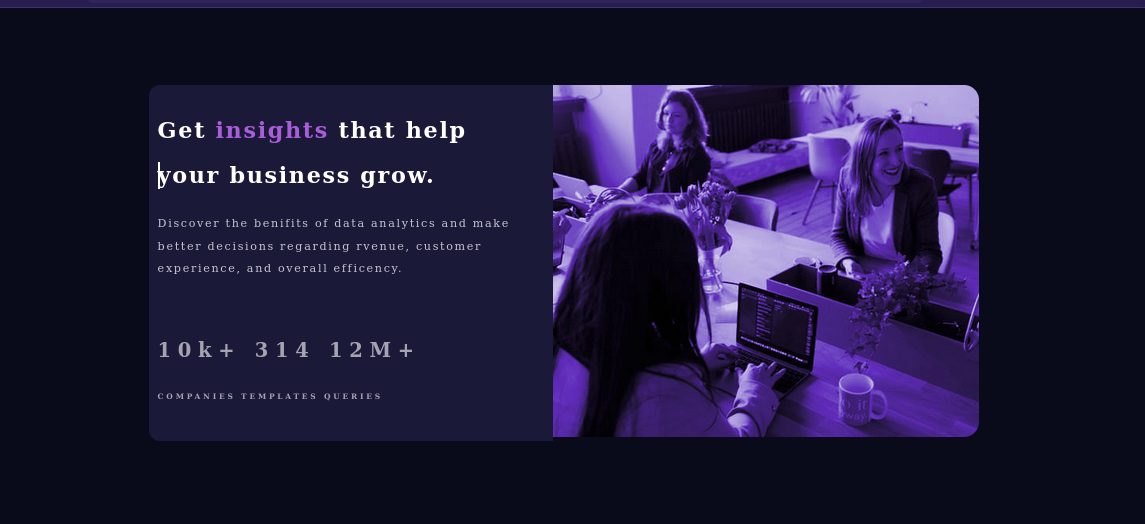 Get insights that help
your business grow.
Discover the benifits of data analytics and make
better decisions regarding rvenue, customer
experience, and overall efficency.
10k+ 314 12M+
COMPANIES TEMPLATES QUERIES